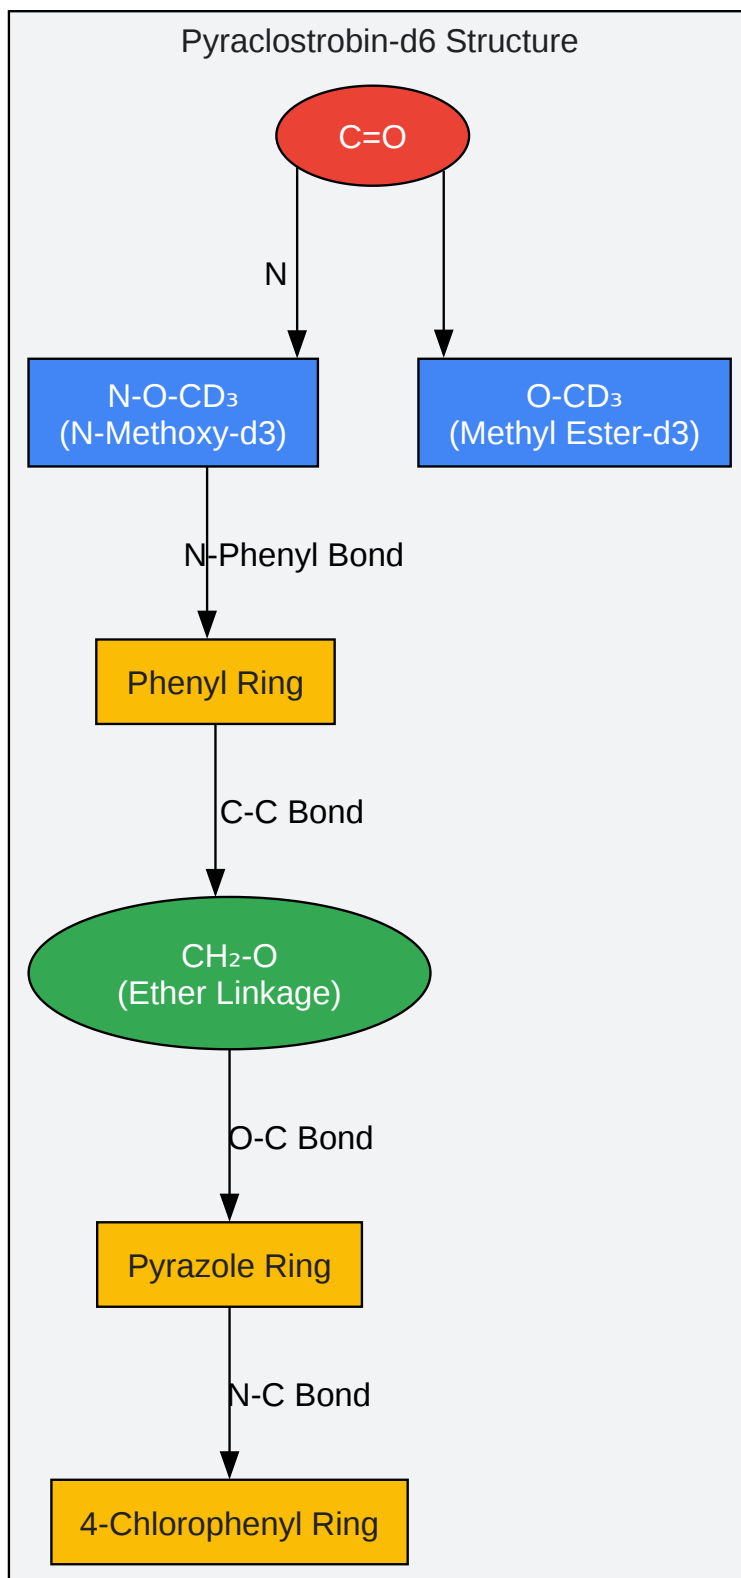 Pyraclostrobin-d6 Structure
C=O
N
N-O-CD₃
(N-Methoxy-d3)
O-CD₃
(Methyl Ester-d3)
N-Phenyl Bond
Phenyl Ring
C-C Bond
CH₂-O
(Ether Linkage)
O-C Bond
Pyrazole Ring
N-C Bond
4-Chlorophenyl Ring